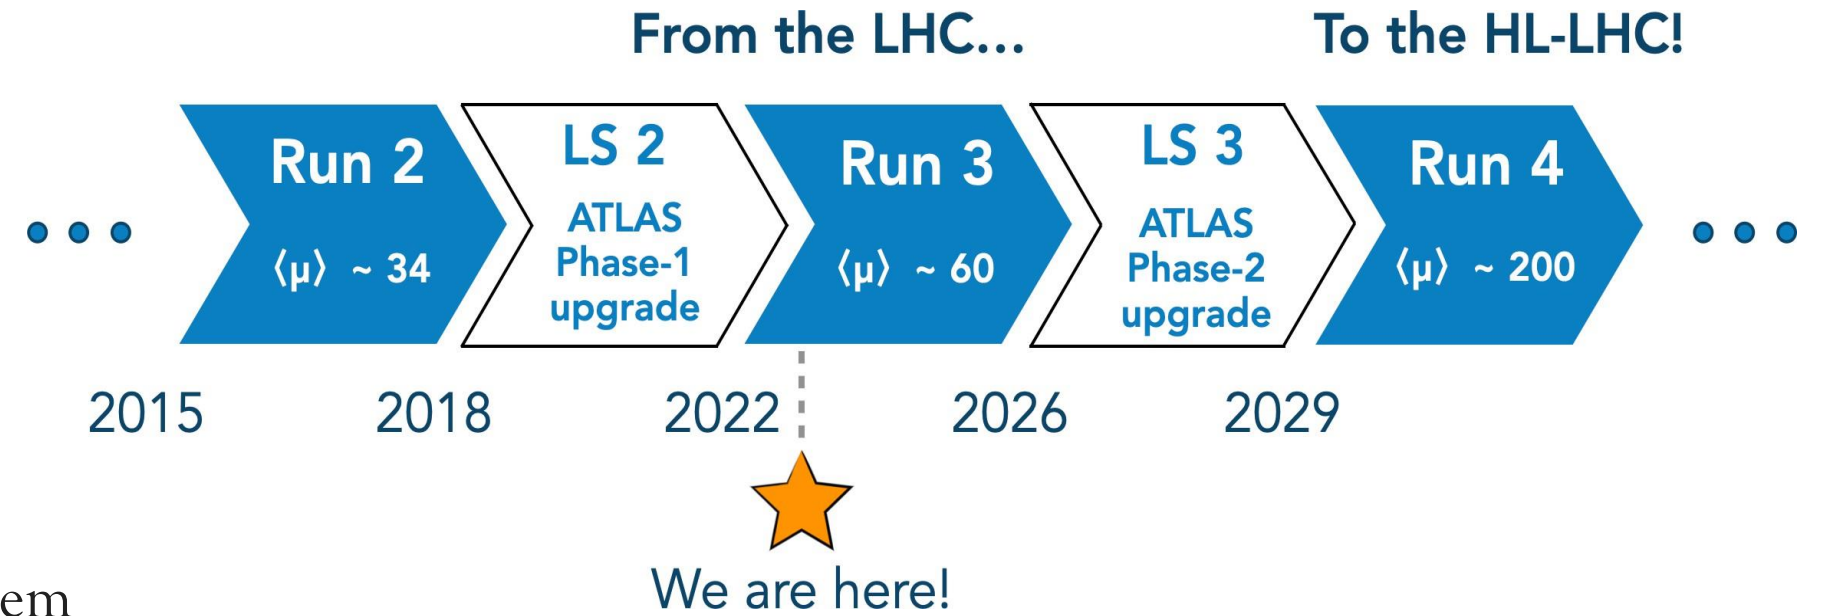 From the LHC...
To the HL-LHC!
Run 2
⟨μ⟩ ~ 34
LS 2
ATLAS
Phase-1
upgrade
Run 3
⟨μ⟩ ~ 60
LS 3
ATLAS
Phase-2
upgrade
Run 4
⟨μ⟩ ~ 200
2015
2018
2022
2026
2029
We are here!
em